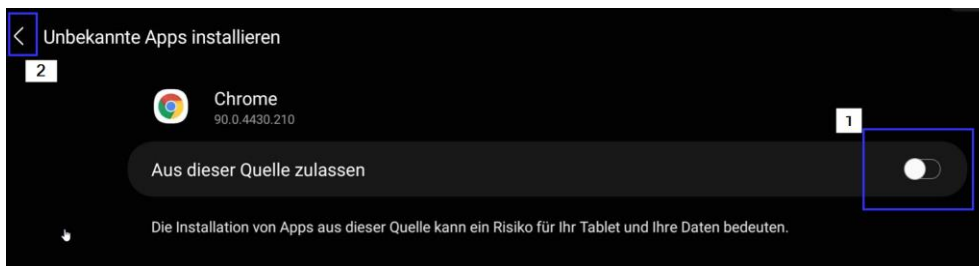 Unbekannte Apps installieren
2
Chrome
90.0.4430.210
1
Aus dieser Quelle zulassen
Die Installation von Apps aus dieser Quelle kann ein Risiko für Ihr Tablet und Ihre Daten bedeuten.